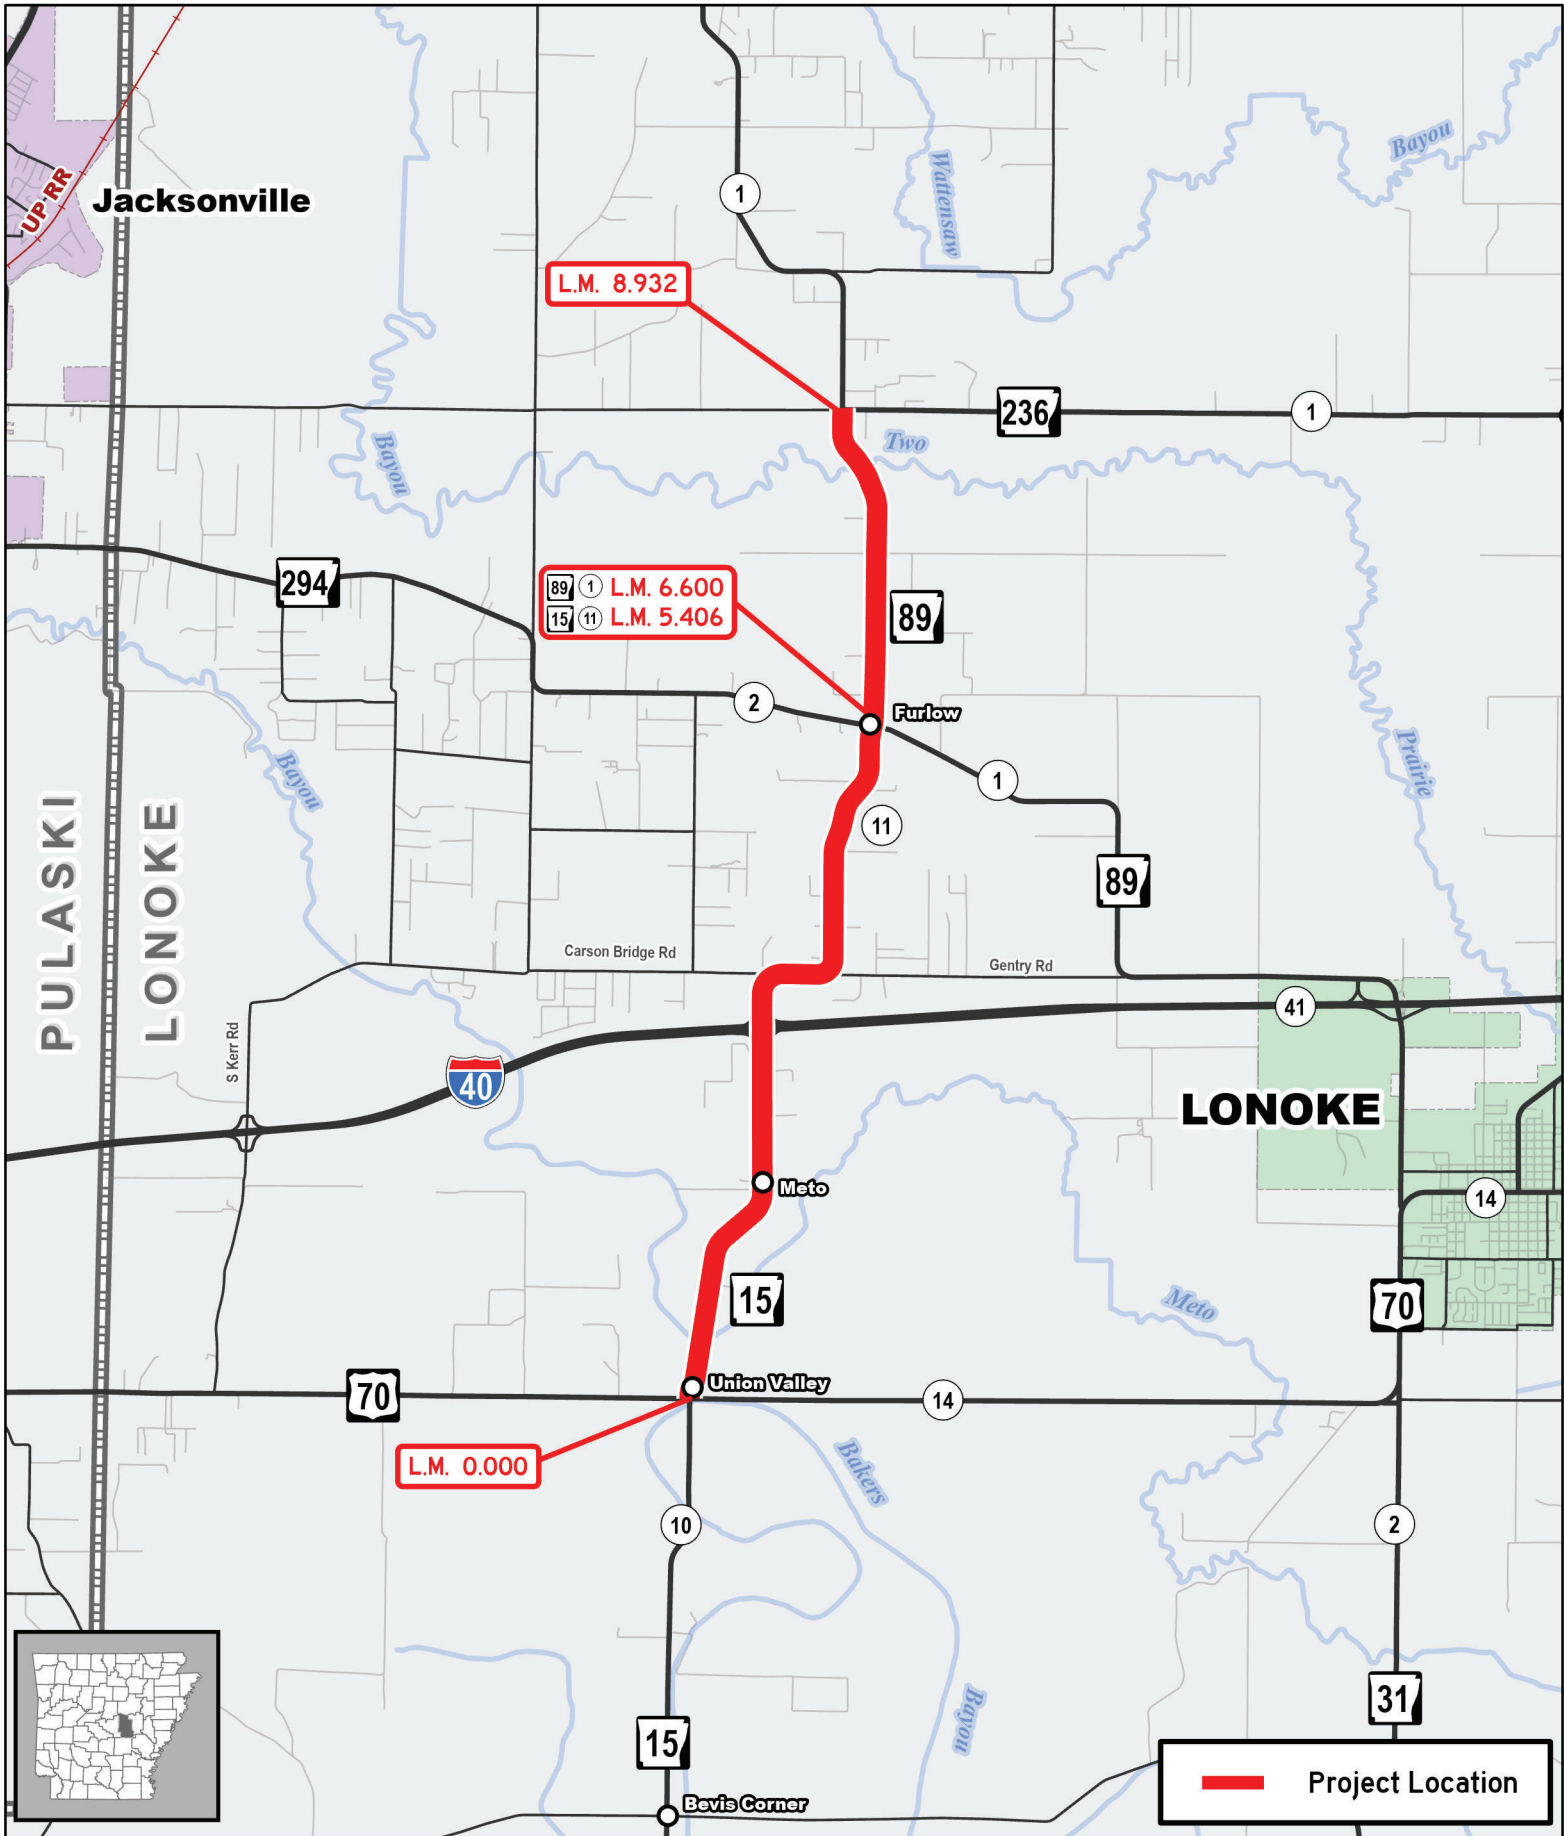 Jacksonville
UP RR
1
Wattensaw
Bayou
L.M. 8.932
236
1
Two
Bayou
294
89 1 L.M. 6.600
15 11 L.M. 5.406
89
2
Furlow
1
Bayou
Prairie
11
PULASKI
LONOKE
89
Carson Bridge Rd
Gentry Rd
41
S Kerr Rd
40
LONOKE
Meto
14
15
Meto
70
Union Valley
70
14
L.M. 0.000
Bakers
10
2
Bayou
31
15
Bevis Corner
Project Location